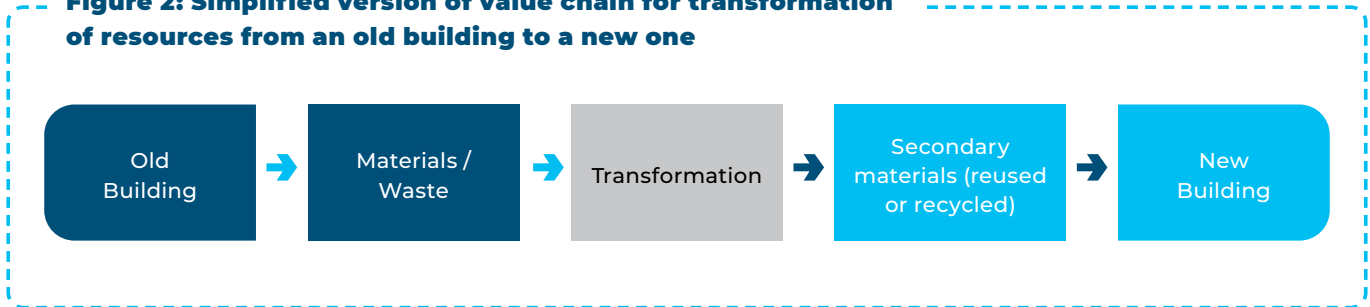 Figure 2: Simplified version of value chain for transformation
of resources from an old building to a new one
Old
Building
Materials /
Waste
Transformation
Secondary
materials (reused
or recycled)
New
Building